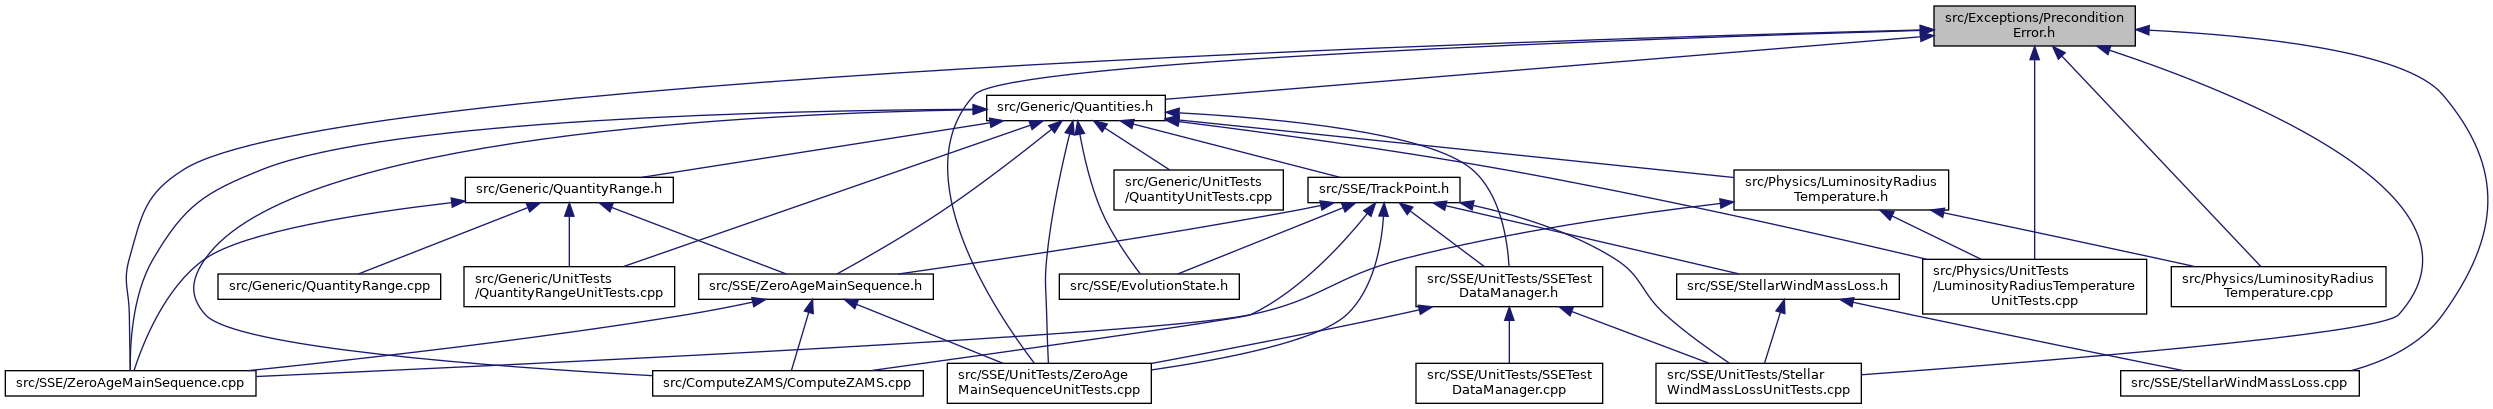 src/Exceptions/Precondition
Error.h
src/Generic/Quantities.h
src/Generic/QuantityRange.h
src/Generic/UnitTests
/QuantityUnitTests.cpp
src/SSE/TrackPoint.h
src/Physics/LuminosityRadius
Temperature.h
src/Generic/QuantityRange.cpp
src/Generic/UnitTests
/QuantityRangeUnitTests.cpp
src/SSE/ZeroAgeMainSequence.h
src/SSE/EvolutionState.h
src/SSE/UnitTests/SSETest
DataManager.h
src/SSE/StellarWindMassLoss.h
src/Physics/UnitTests
/LuminosityRadiusTemperature
UnitTests.cpp
src/Physics/LuminosityRadius
Temperature.cpp
src/SSE/ZeroAgeMainSequence.cpp
src/ComputeZAMS/ComputeZAMS.cpp
src/SSE/UnitTests/ZeroAge
MainSequenceUnitTests.cpp
src/SSE/UnitTests/SSETest
DataManager.cpp
src/SSE/UnitTests/Stellar
WindMassLossUnitTests.cpp
src/SSE/StellarWindMassLoss.cpp